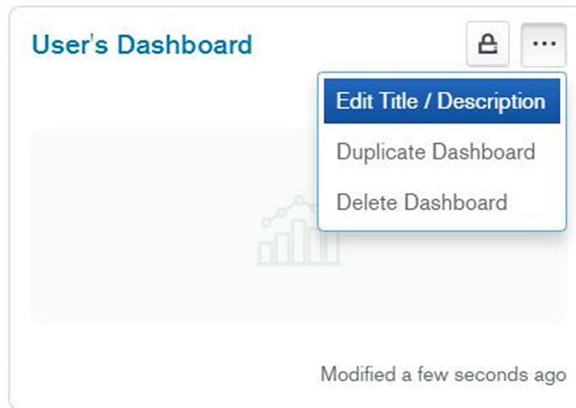 User's Dashboard
Edit Title / Description
Duplicate Dashboard
Delete Dashboard
Modified a few seconds ago